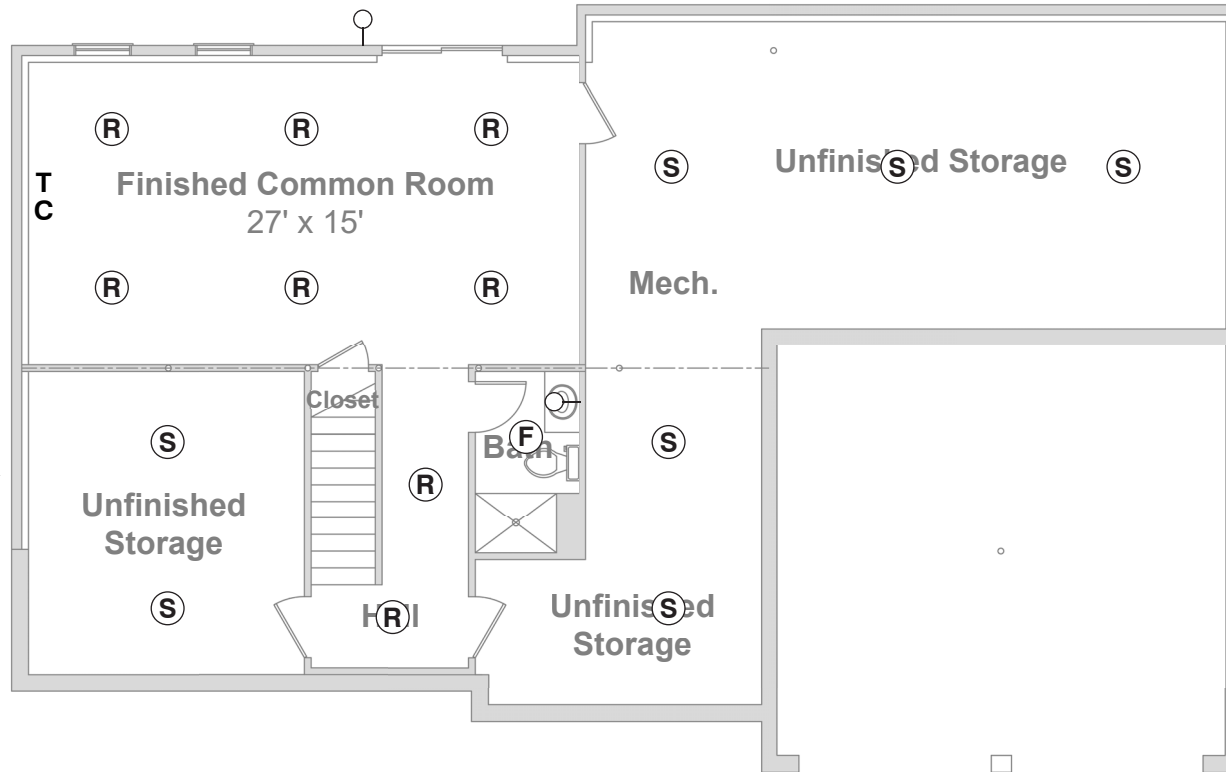 R R R
T
C
Finished Common Room
27' x 15'
S Unfinished Storage S S
R R R
Mech.
Closet
S F Bath S
R
Unfinished
Storage
S Hall R Unfinished S
Storage